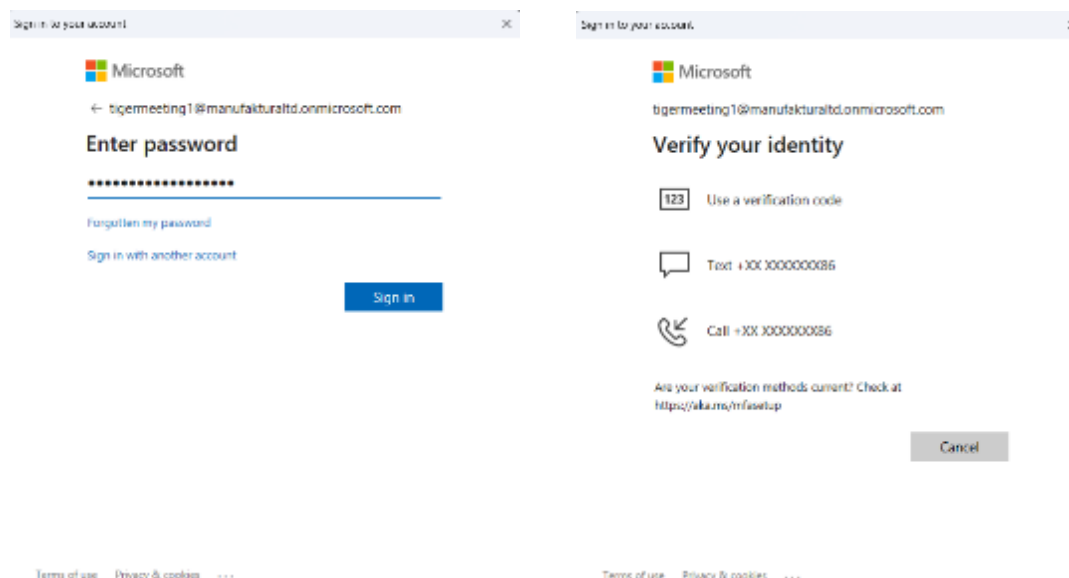 Sign in to your account
Microsoft
← tigermeeting1@manufakturaltd.onmicrosoft.com
Enter password
••••••••••••••••••
Forgotten my password
Sign in with another account
Sign in
Terms of use Privacy & cookies ...
Sign in to your account
Microsoft
tigermeeting1@manufakturaltd.onmicrosoft.com
Verify your identity
123 Use a verification code
Text +XX XXXXXXXX86
Call +XX XXXXXXXX86
Are your verification methods current? Check at
https://aka.ms/mfasetup
Cancel
Terms of use Privacy & cookies ...